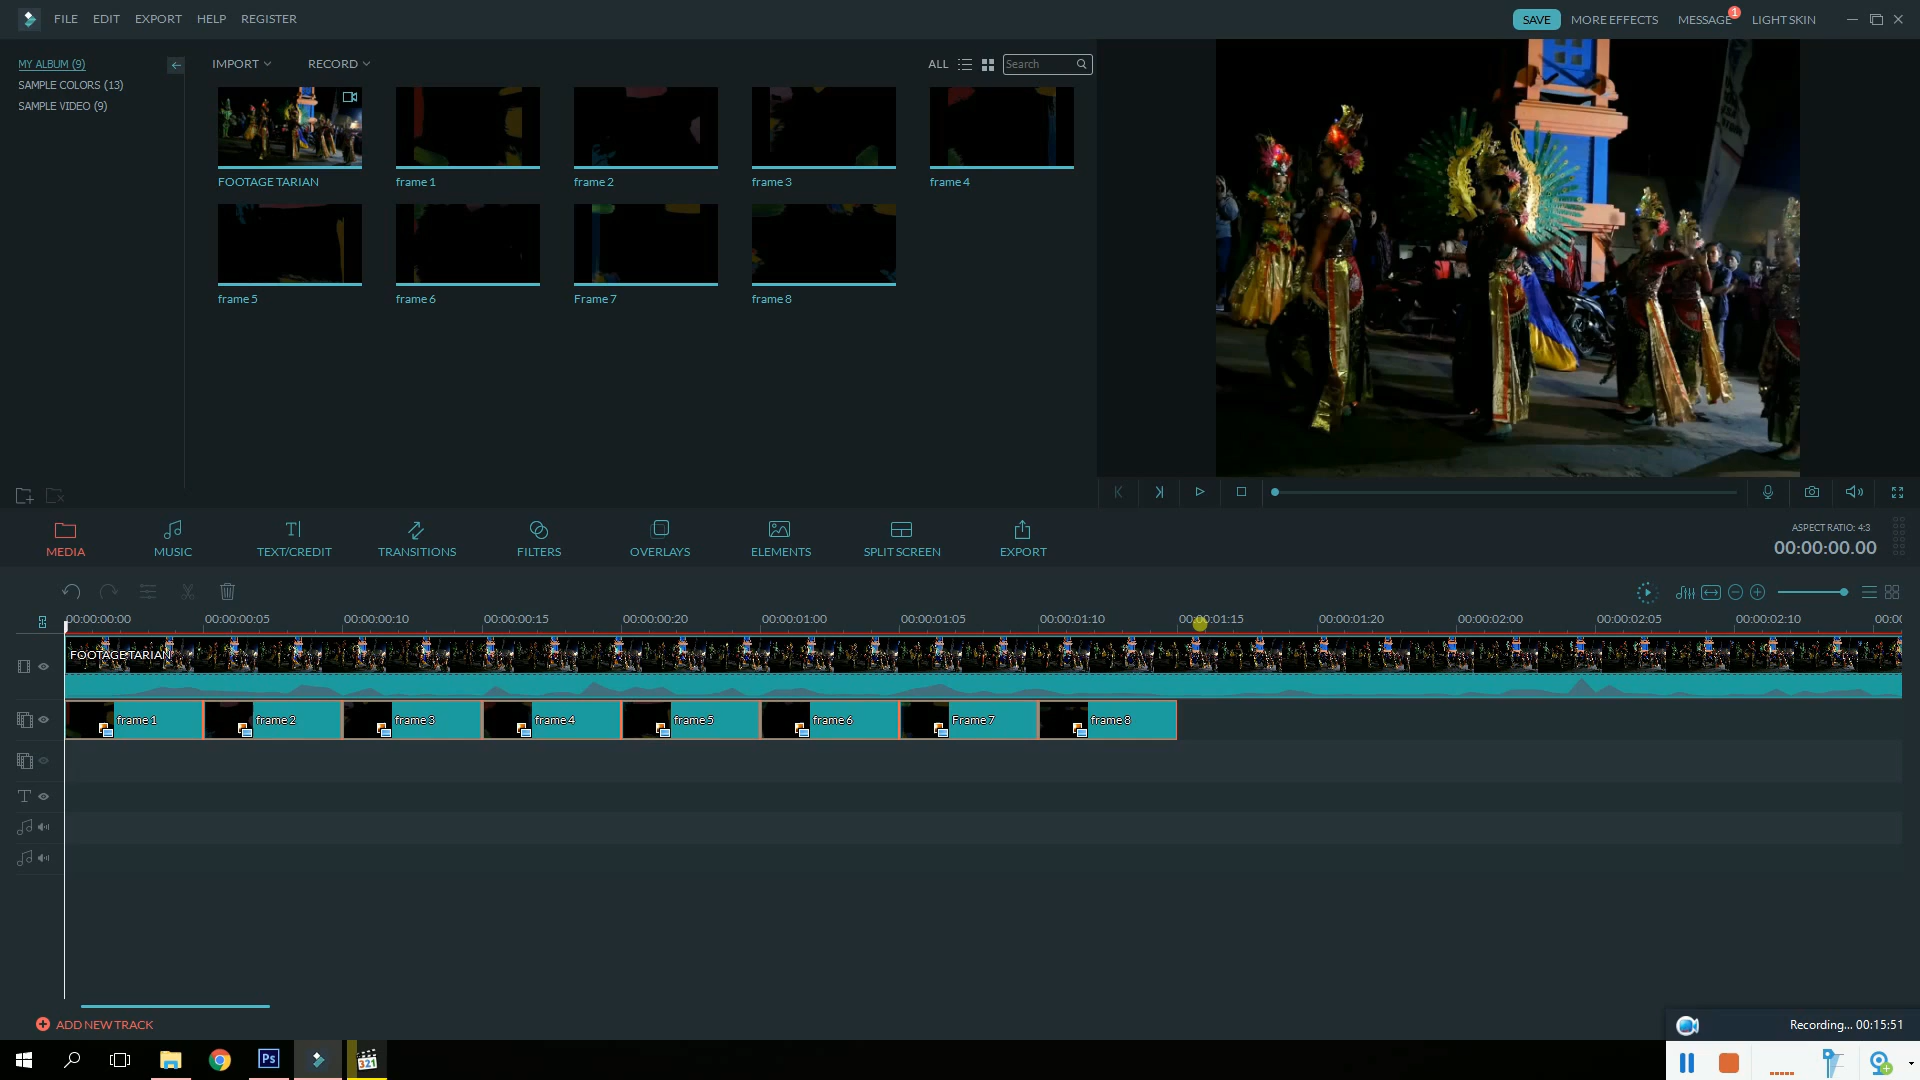 FILE EDIT EXPORT HELP REGISTER SAVE MORE EFFECTS MESSAGE 1 LIGHT SKIN
MY ALBUM (9)
SAMPLE COLORS (13)
SAMPLE VIDEO (9)
IMPORT RECORD ALL Search
FOOTAGE TARIAN frame 1 frame 2 frame 3 frame 4
frame 5 frame 6 Frame 7 frame 8
MEDIA MUSIC TEXT/CREDIT TRANSITIONS FILTERS OVERLAYS ELEMENTS SPLIT SCREEN EXPORT
ASPECT RATIO: 4:3
00:00:00.00
00:00:00:00 00:00:00:05 00:00:00:10 00:00:00:15 00:00:00:20 00:00:01:00 00:00:01:05 00:00:01:10 00:00:01:15 00:00:01:20 00:00:02:00 00:00:02:05 00:00:02:10 00:00
FOOTAGE TARIAN
frame 1 frame 2 frame 3 frame 4 frame 5 frame 6 Frame 7 frame 8
ADD NEW TRACK
Recording... 00:15:51
Ps 321